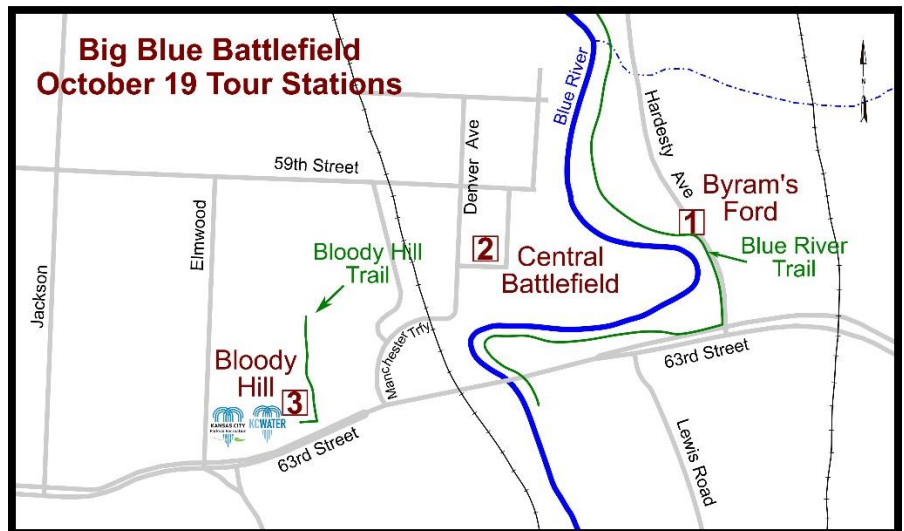 Big Blue Battlefield
October 19 Tour Stations
59th Street
Denver Ave
Blue River
Hardesty
Ave
N
Byram's
Ford
1
Blue River
Trail
2
Central
Battlefield
Bloody Hill
Trail
Elmwood
Jackson
Manchester Trfy
Bloody
Hill
3
KANSAS CITY
KCWATER
63rd Street
63rd Street
Lewis Road